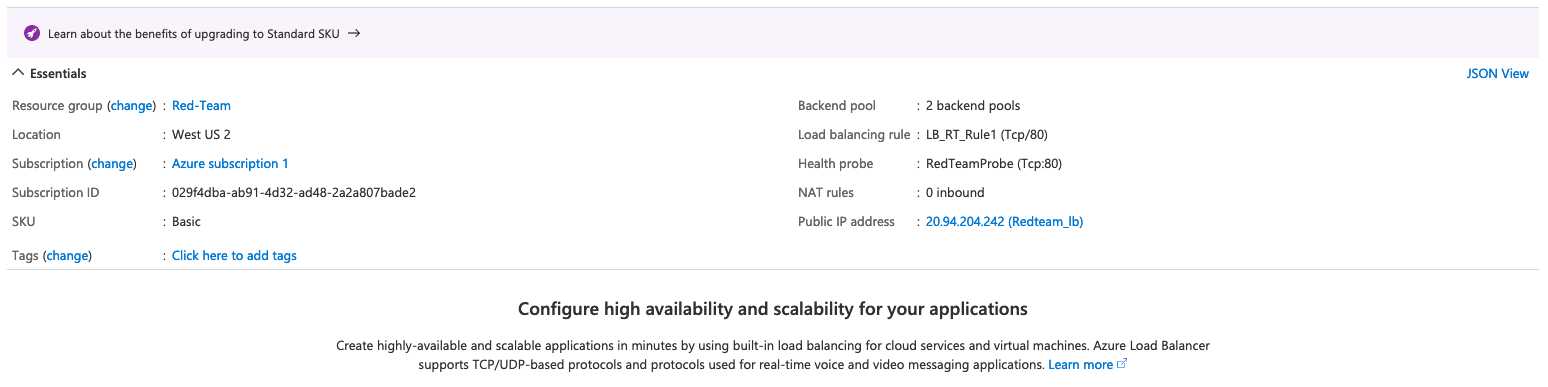 Learn about the benefits of upgrading to Standard SKU →
Essentials
JSON View
Resource group (change) : Red-Team
Location : West US 2
Subscription (change) : Azure subscription 1
Subscription ID : 029f4dba-ab91-4d32-ad48-2a2a807bade2
SKU : Basic
Tags (change) : Click here to add tags
Backend pool : 2 backend pools
Load balancing rule : LB_RT_Rule1 (Tcp/80)
Health probe : RedTeamProbe (Tcp:80)
NAT rules : 0 inbound
Public IP address : 20.94.204.242 (Redteam_lb)
Configure high availability and scalability for your applications
Create highly-available and scalable applications in minutes by using built-in load balancing for cloud services and virtual machines. Azure Load Balancer
supports TCP/UDP-based protocols and protocols used for real-time voice and video messaging applications. Learn more